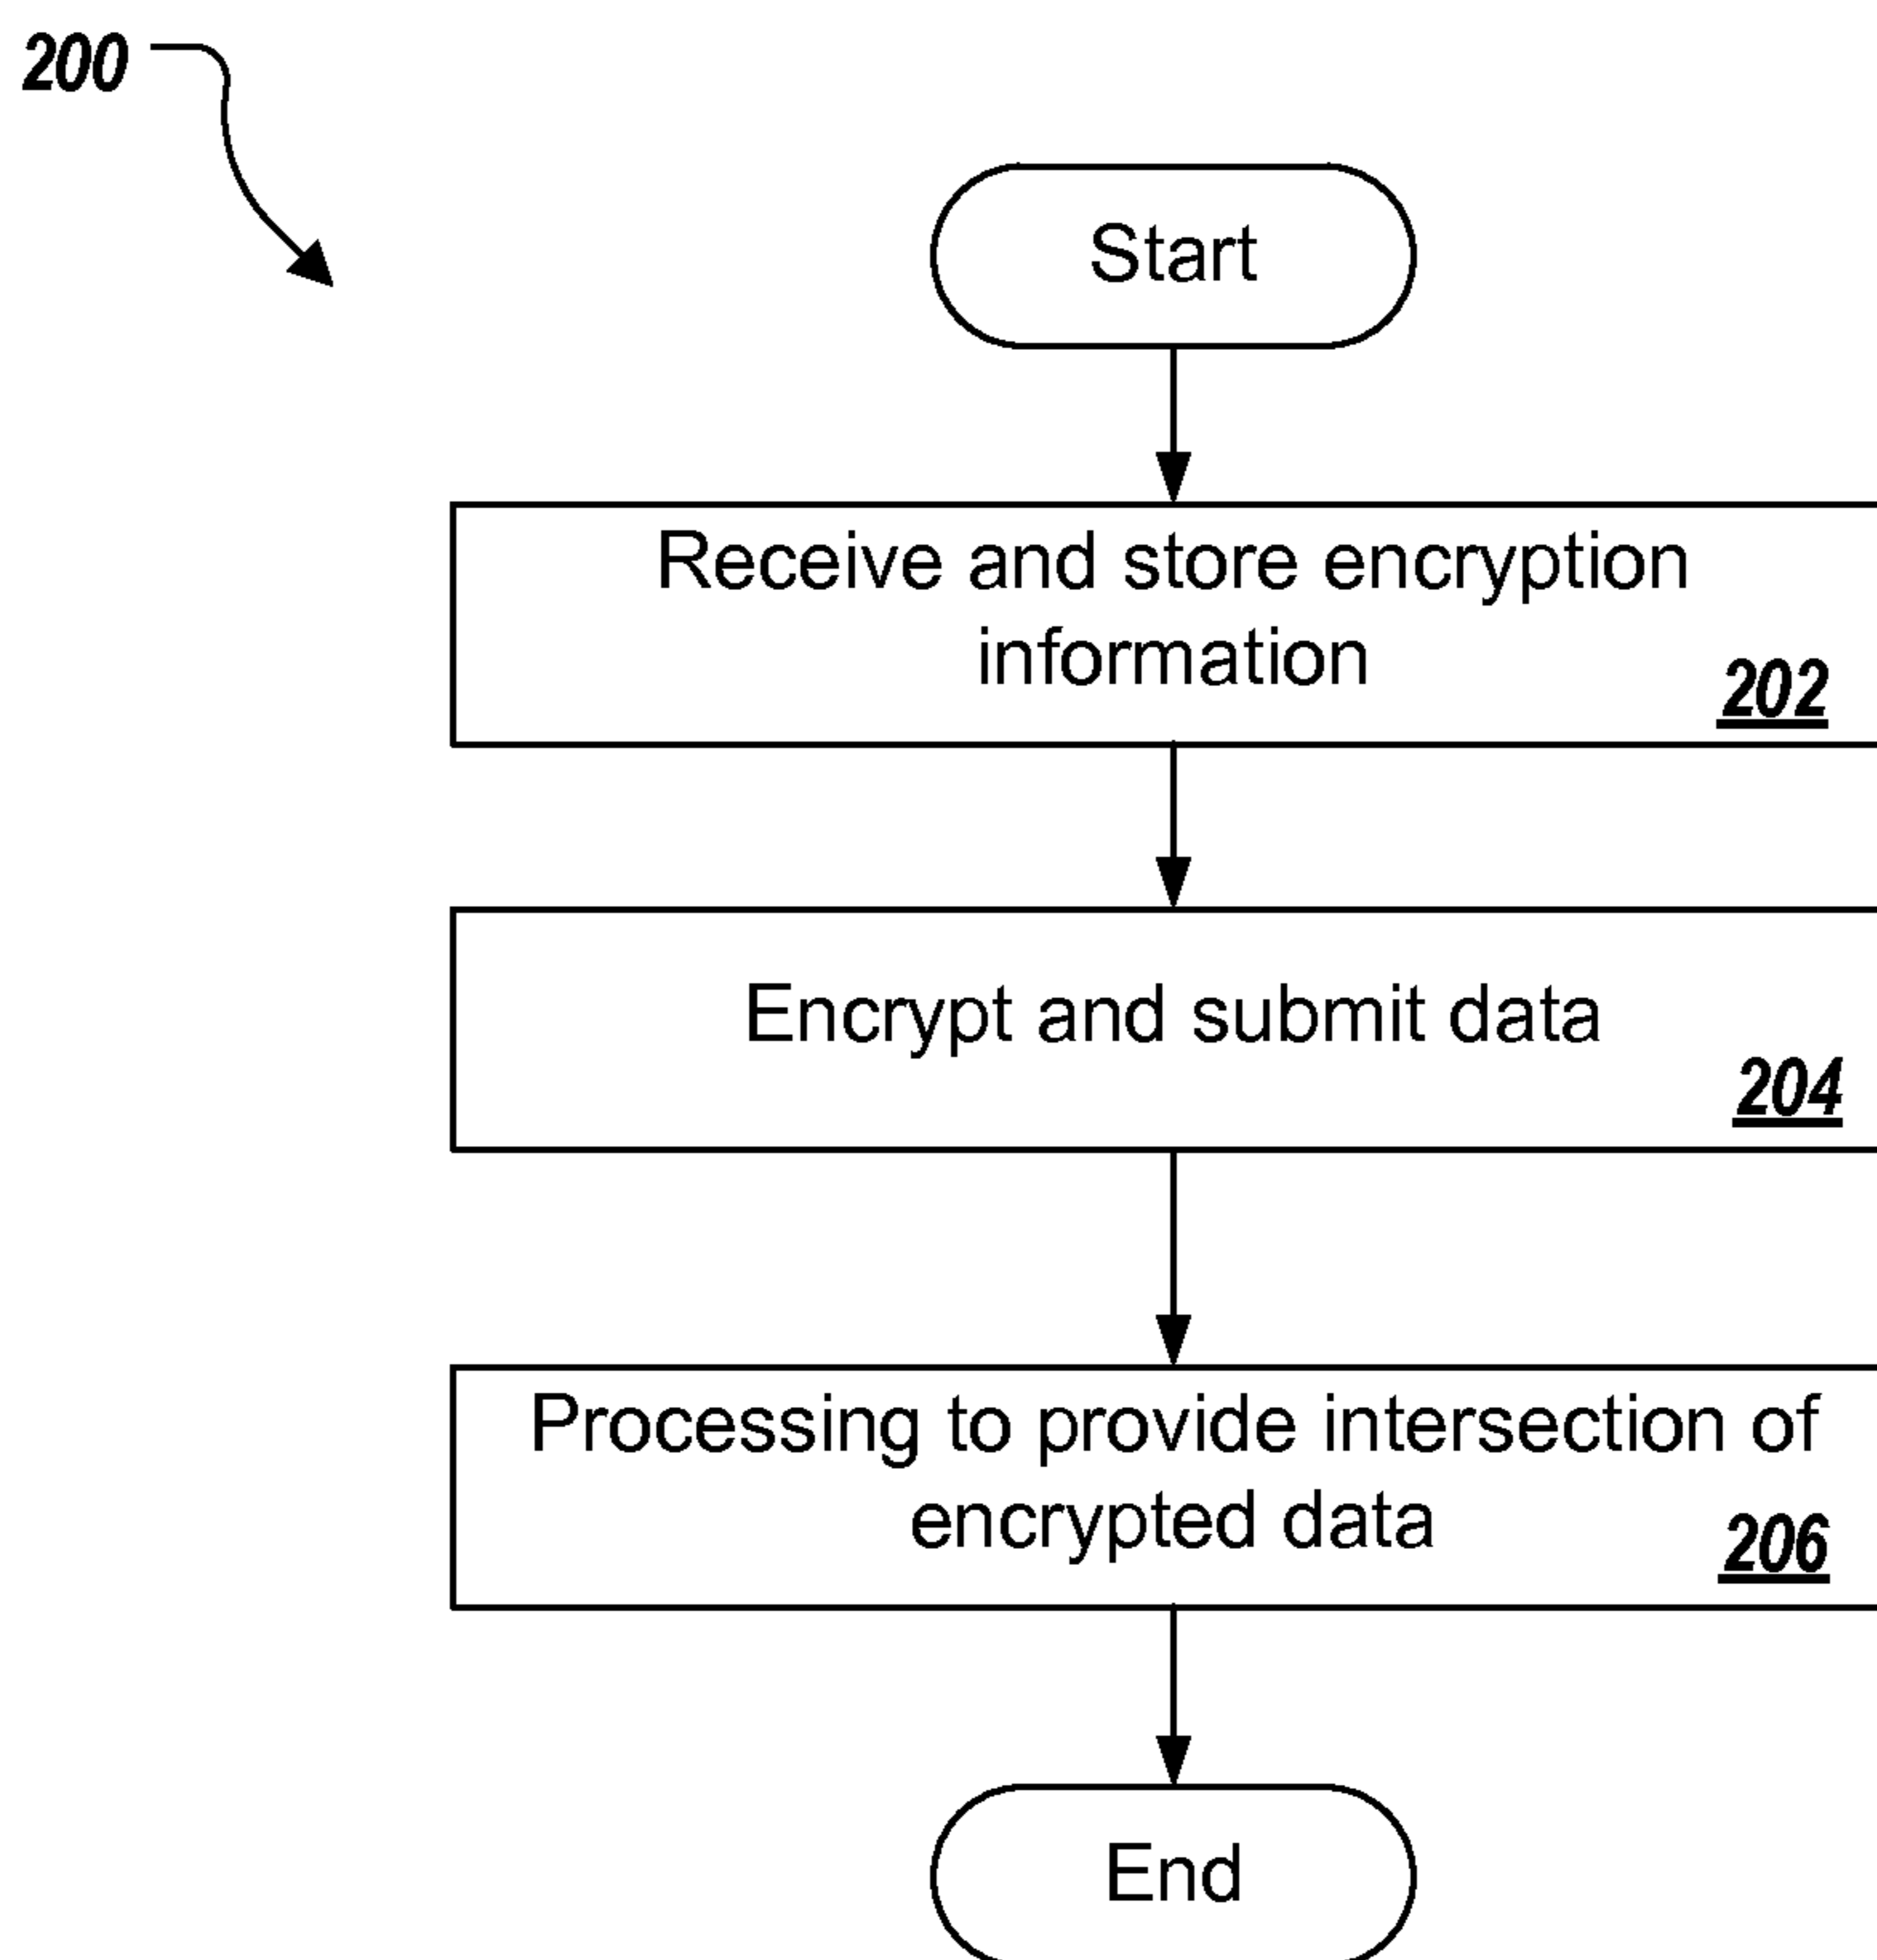 200
Start
Receive and store encryption
information
202
Encrypt and submit data
204
Processing to provide intersection of
encrypted data
206
End